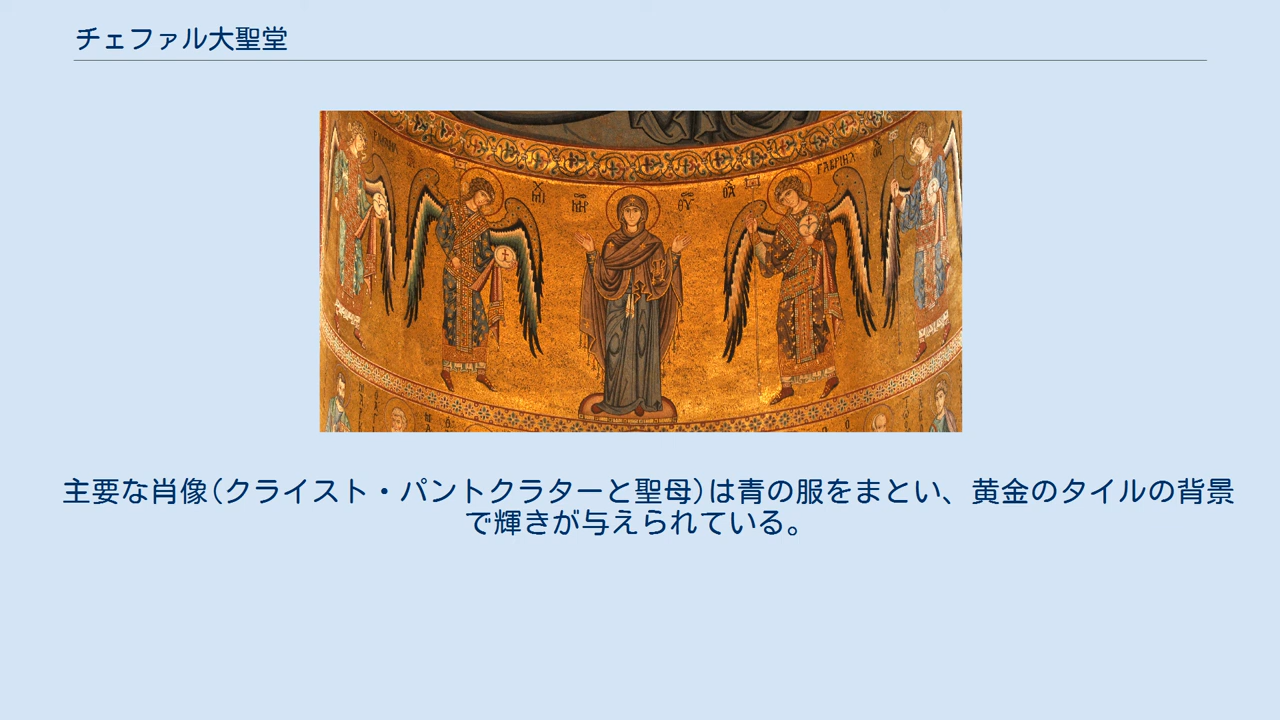 チェファル大聖堂
ΓΑΒΡΙΗΛ
主要な肖像(クライスト・パントクラターと聖母)は青の服をまとい、黄金のタイルの背景
で輝きが与えられている。